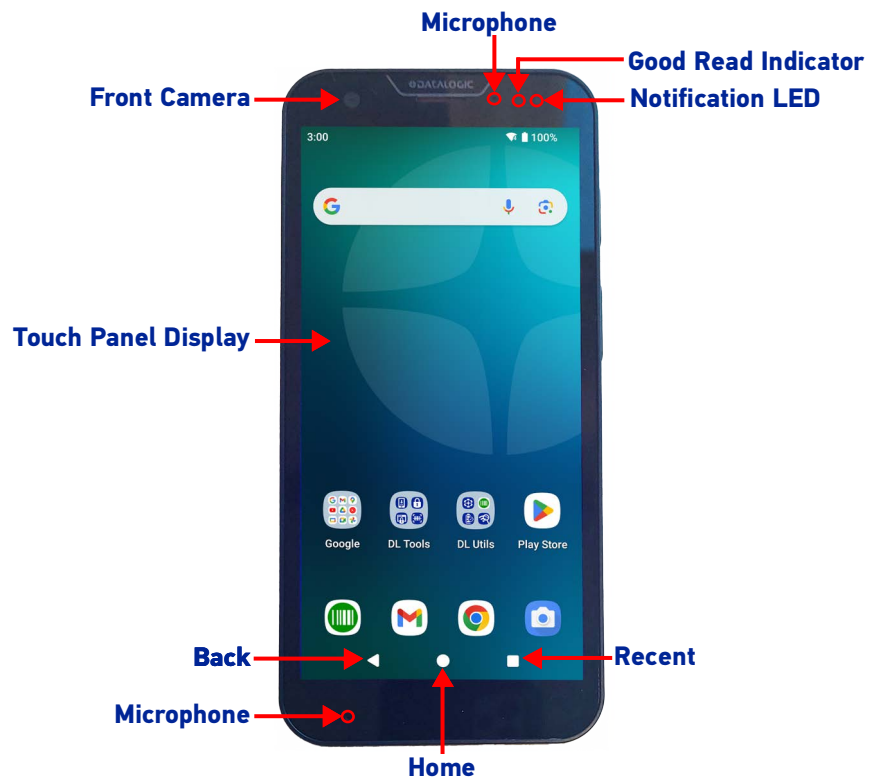 Microphone
Good Read Indicator
Front Camera
Notification LED
DATALOGIC
3:00
100%
Touch Panel Display
Google
DL Tools
DL Utils
Play Store
Back
Recent
Microphone
Home